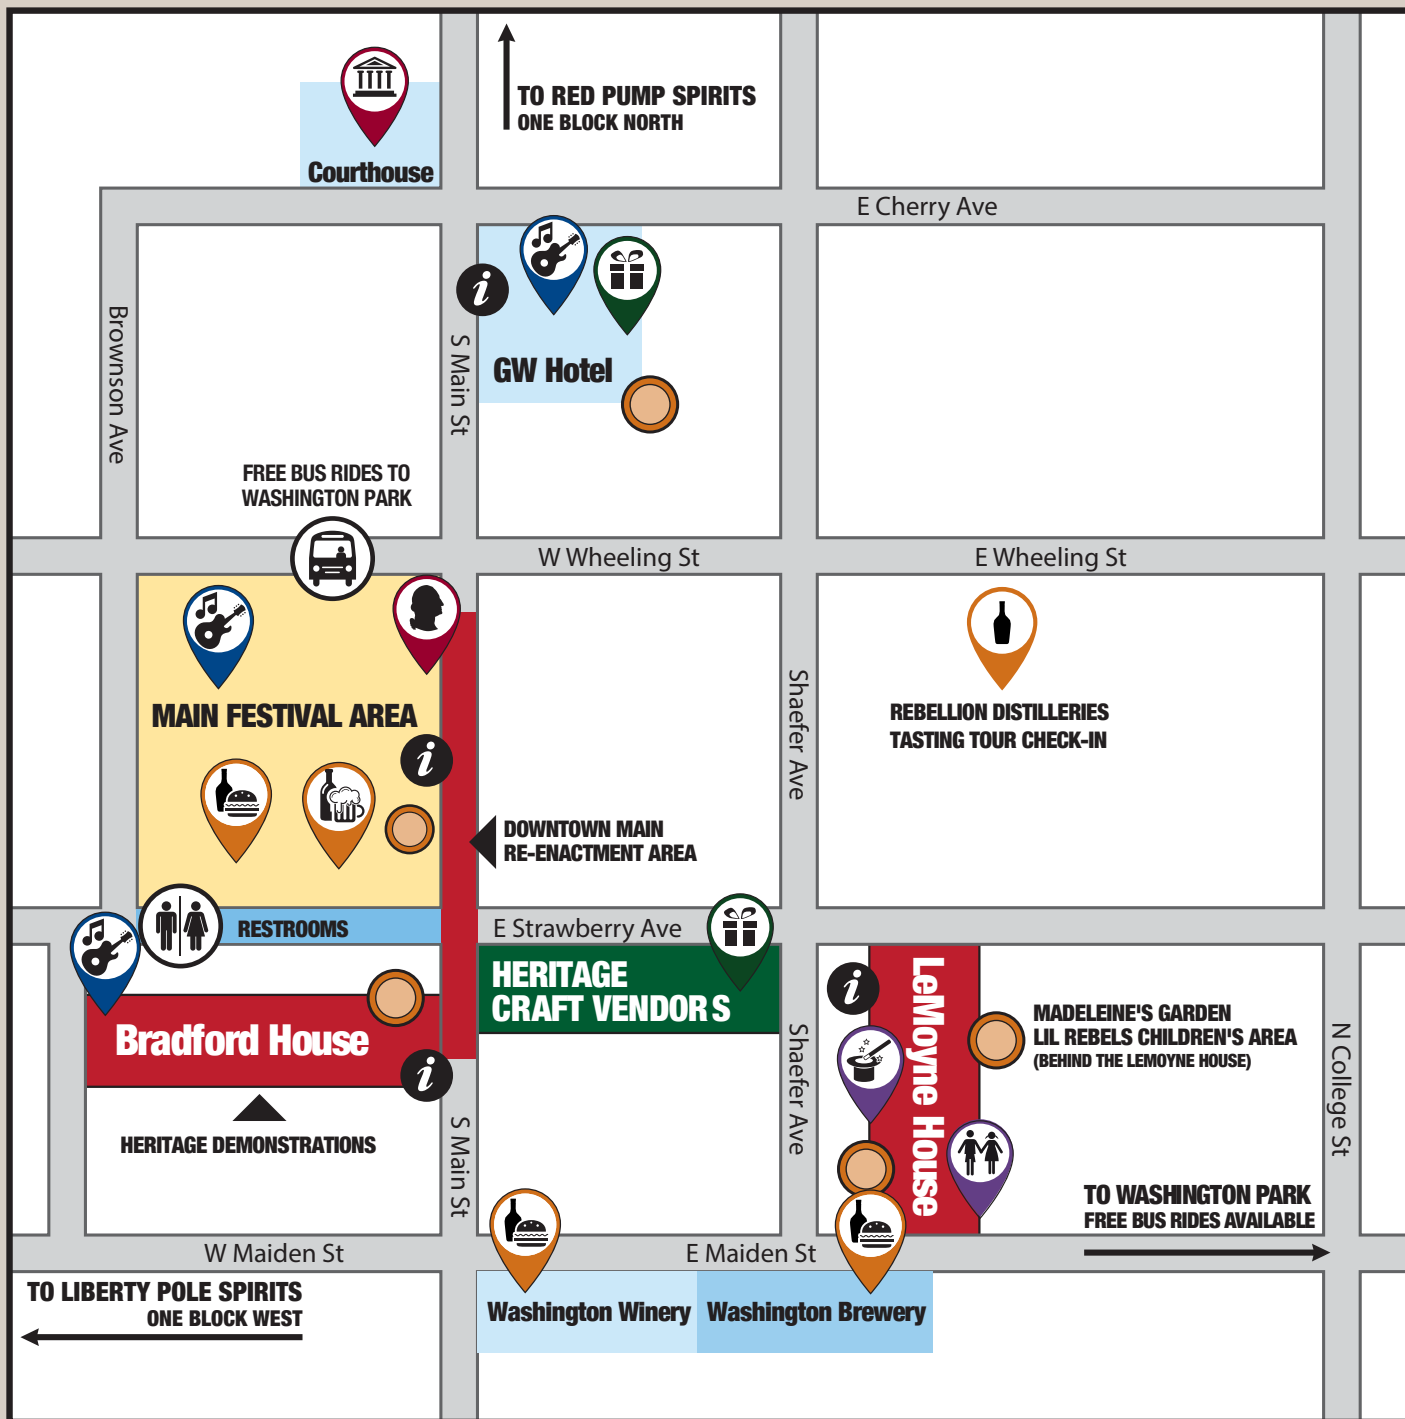 TO RED PUMP SPIRITS
ONE BLOCK NORTH
Courthouse
E Cherry Ave
Brownson Ave
S Main St
i
GW Hotel
FREE BUS RIDES TO
WASHINGTON PARK
W Wheeling St
E Wheeling St
MAIN FESTIVAL AREA
i
Shaefer Ave
REBELLION DISTILLERIES
TASTING TOUR CHECK-IN
DOWNTOWN MAIN
RE-ENACTMENT AREA
RESTROOMS
E Strawberry Ave
HERITAGE
CRAFT VENDORS
i
LeMoyne House
MADELEINE'S GARDEN
LIL REBELS CHILDREN'S AREA
(BEHIND THE LEMOYNE HOUSE)
Bradford House
i
Shaefer Ave
N College St
HERITAGE DEMONSTRATIONS
S Main St
TO WASHINGTON PARK
FREE BUS RIDES AVAILABLE
W Maiden St
E Maiden St
TO LIBERTY POLE SPIRITS
ONE BLOCK WEST
Washington Winery
Washington Brewery